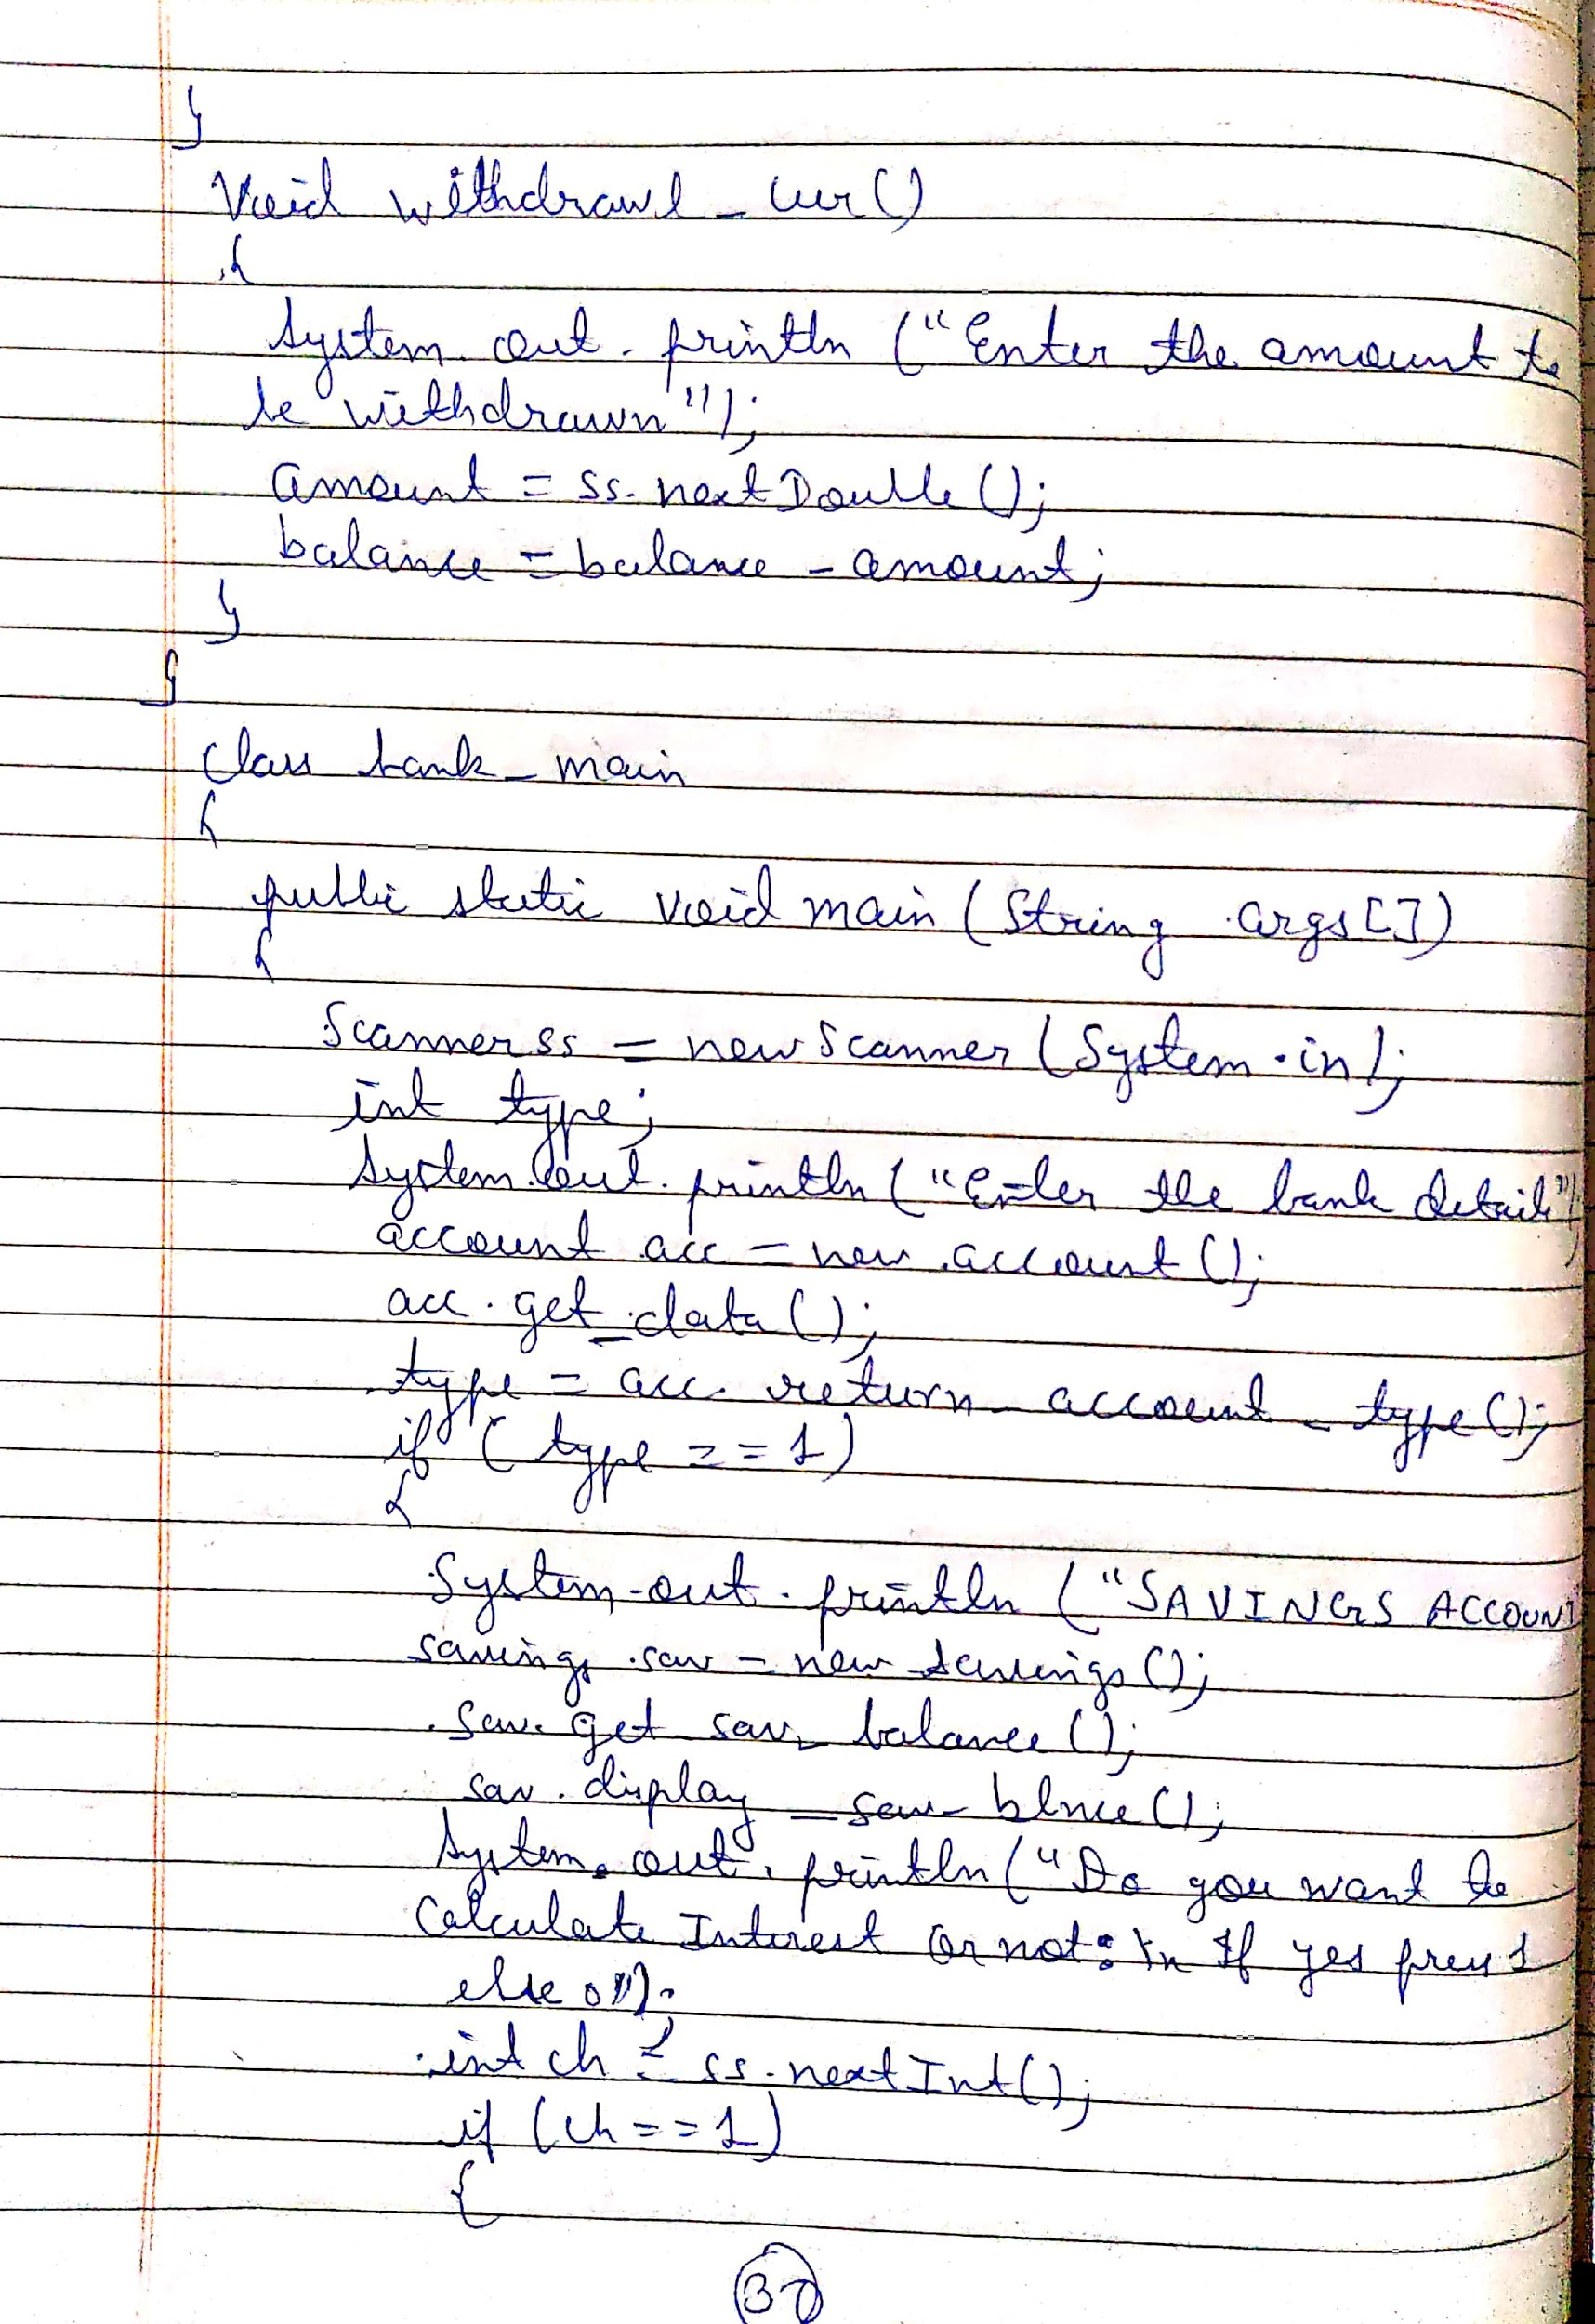 }
Void withdrawl_cur()
{
System.out.println("Enter the amount to
be withdrawn");
amount = ss.nextDouble();
balance = balance - amount;
}
}
class bank_main
{
public static void main(String args[])
{
Scanner ss = new Scanner(System.in);
int type;
System.out.println("Enter the bank detail")
account acc = new account();
acc.get_data();
type = acc.return_account_type();
if (type == 1)
{
System.out.println("SAVINGS ACCOUNT
savings sav = new savings();
sav.get_sav_balance();
sav.display_sav_blnce();
System.out.println("Do you want to
Calculate Interest or not: \n If yes press 1
else 0");
int ch = ss.nextInt();
if (ch == 1)
{